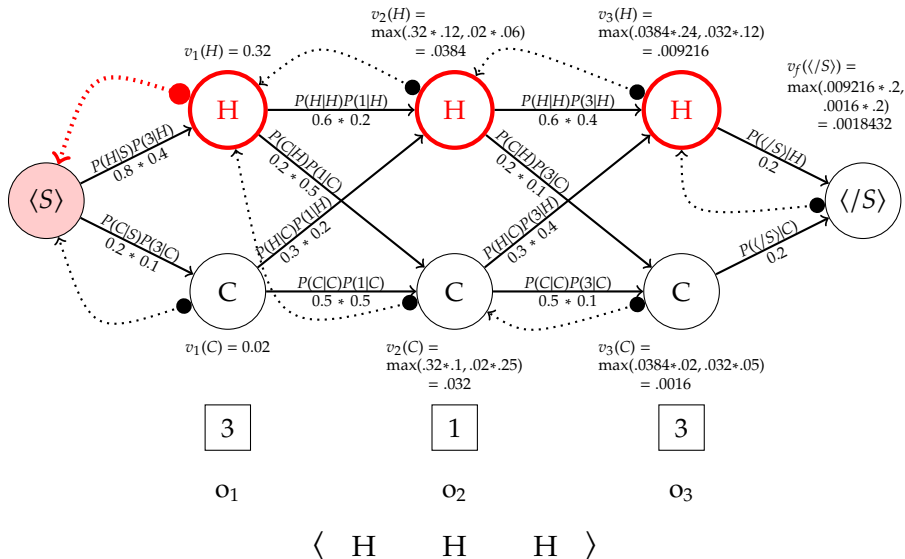 v₂(H) =
max(.32*.12, .02*.06)
= .0384
v₃(H) =
max(.0384*.24, .032*.12)
= .009216
v₁(H) = 0.32
v_f(⟨/S⟩) =
max(.009216*.2,
.0016*.2)
= .0018432
H
P(H|H)P(1|H)
0.6 * 0.2
H
P(H|H)P(3|H)
0.6 * 0.4
H
P(H|S)P(3|H)
0.8 * 0.4
P(C|H)P(1|C)
0.2 * 0.5
P(C|H)P(3|C)
0.2 * 0.1
P(⟨/S⟩|H)
0.2
⟨S⟩
⟨/S⟩
P(C|S)P(3|C)
0.2 * 0.1
P(H|C)P(1|H)
0.3 * 0.2
P(H|C)P(3|H)
0.3 * 0.4
P(⟨/S⟩|C)
0.2
C
P(C|C)P(1|C)
0.5 * 0.5
C
P(C|C)P(3|C)
0.5 * 0.1
C
v₁(C) = 0.02
v₂(C) =
max(.32*.1, .02*.25)
= .032
v₃(C) =
max(.0384*.02, .032*.05)
= .0016
3 1 3
o₁ o₂ o₃
⟨ H H H ⟩